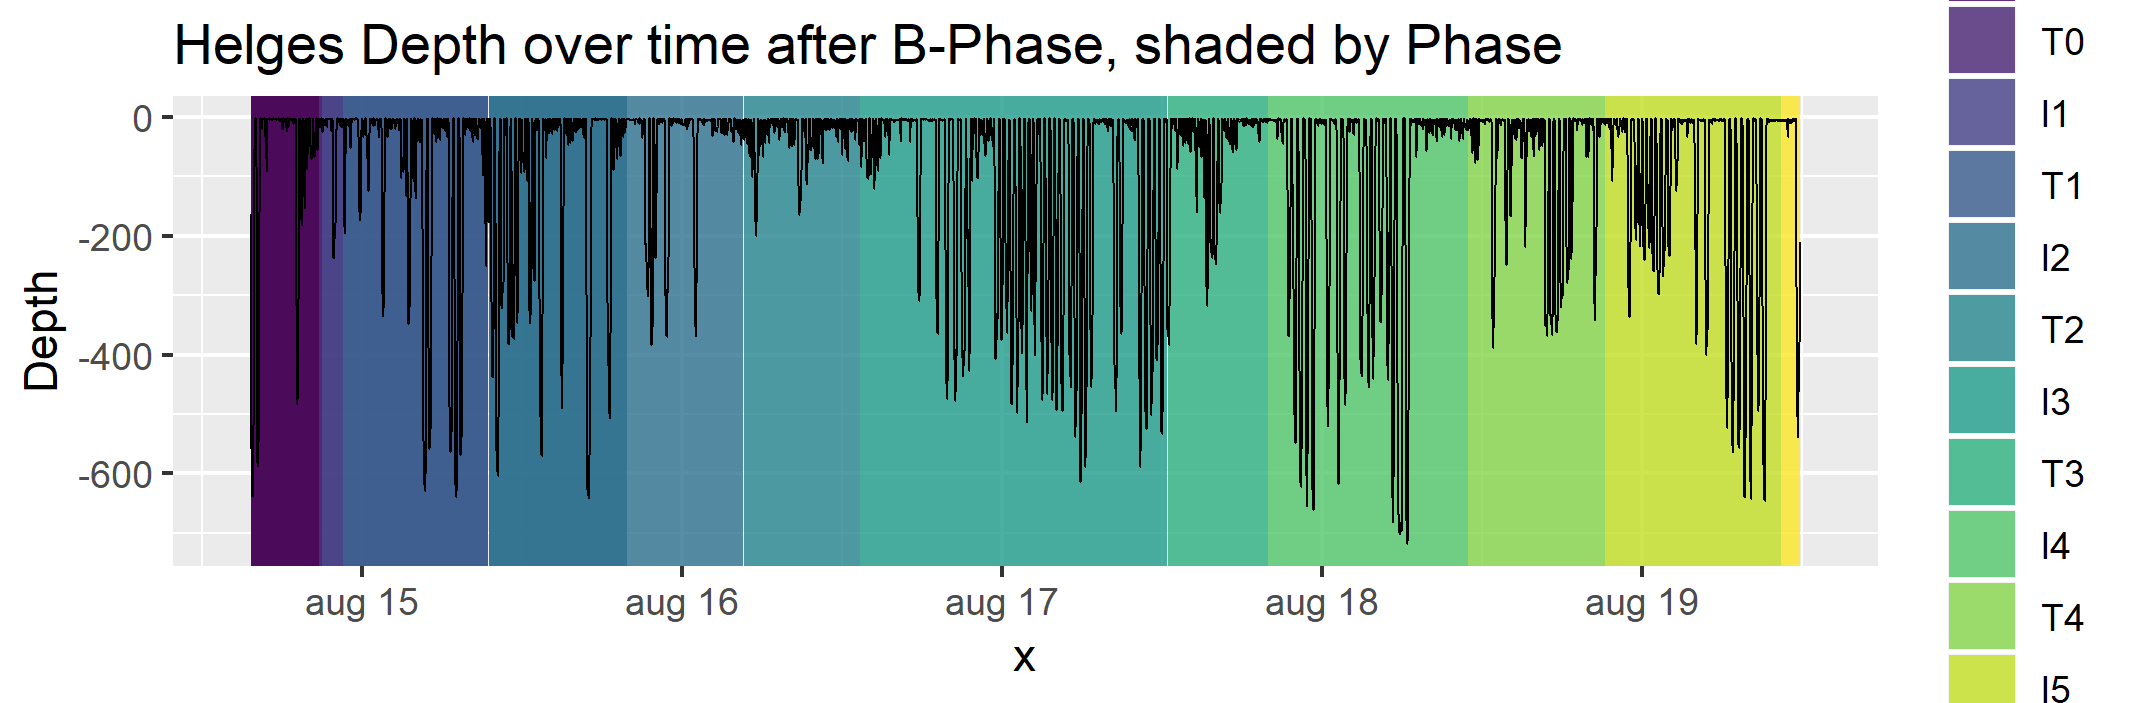 Helges Depth over time after B-Phase, shaded by Phase
0
-200
-400
-600
Depth
aug 15
aug 16
aug 17
aug 18
aug 19
x
T0
I1
T1
I2
T2
I3
T3
I4
T4
I5